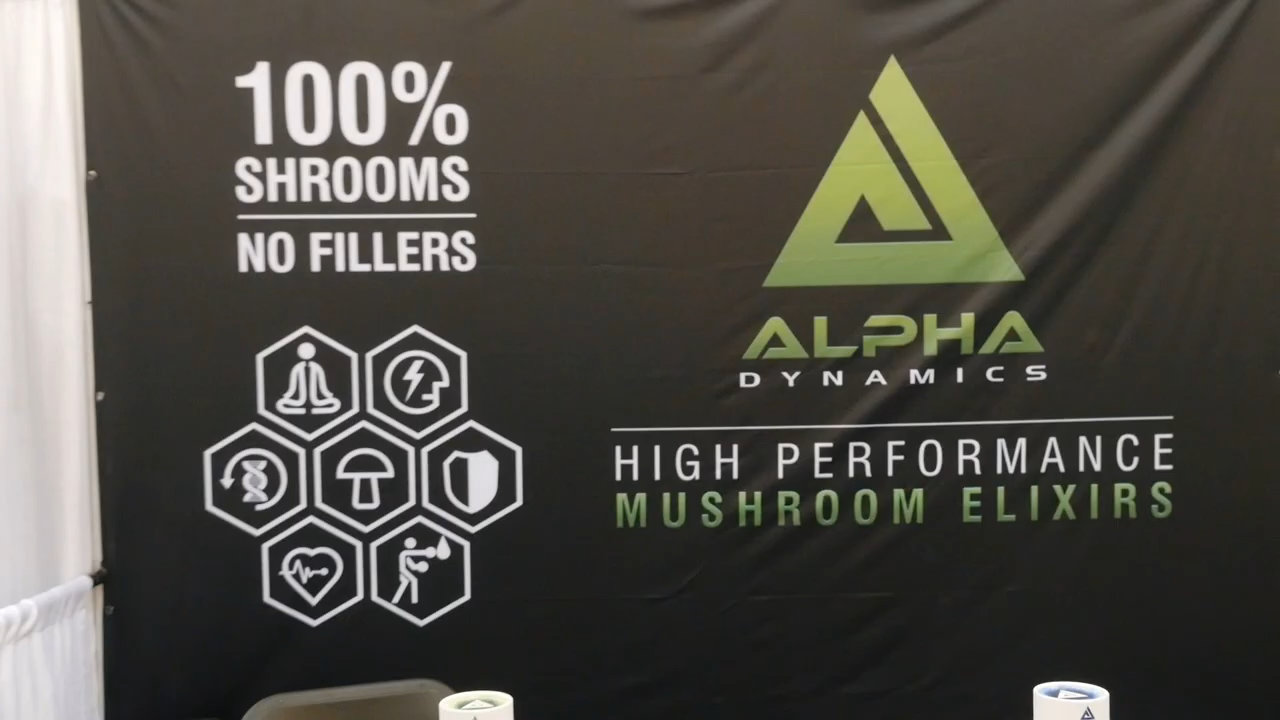 100%
SHROOMS
NO FILLERS
ALPHA
DYNAMICS
HIGH PERFORMANCE
MUSHROOM ELIXIRS